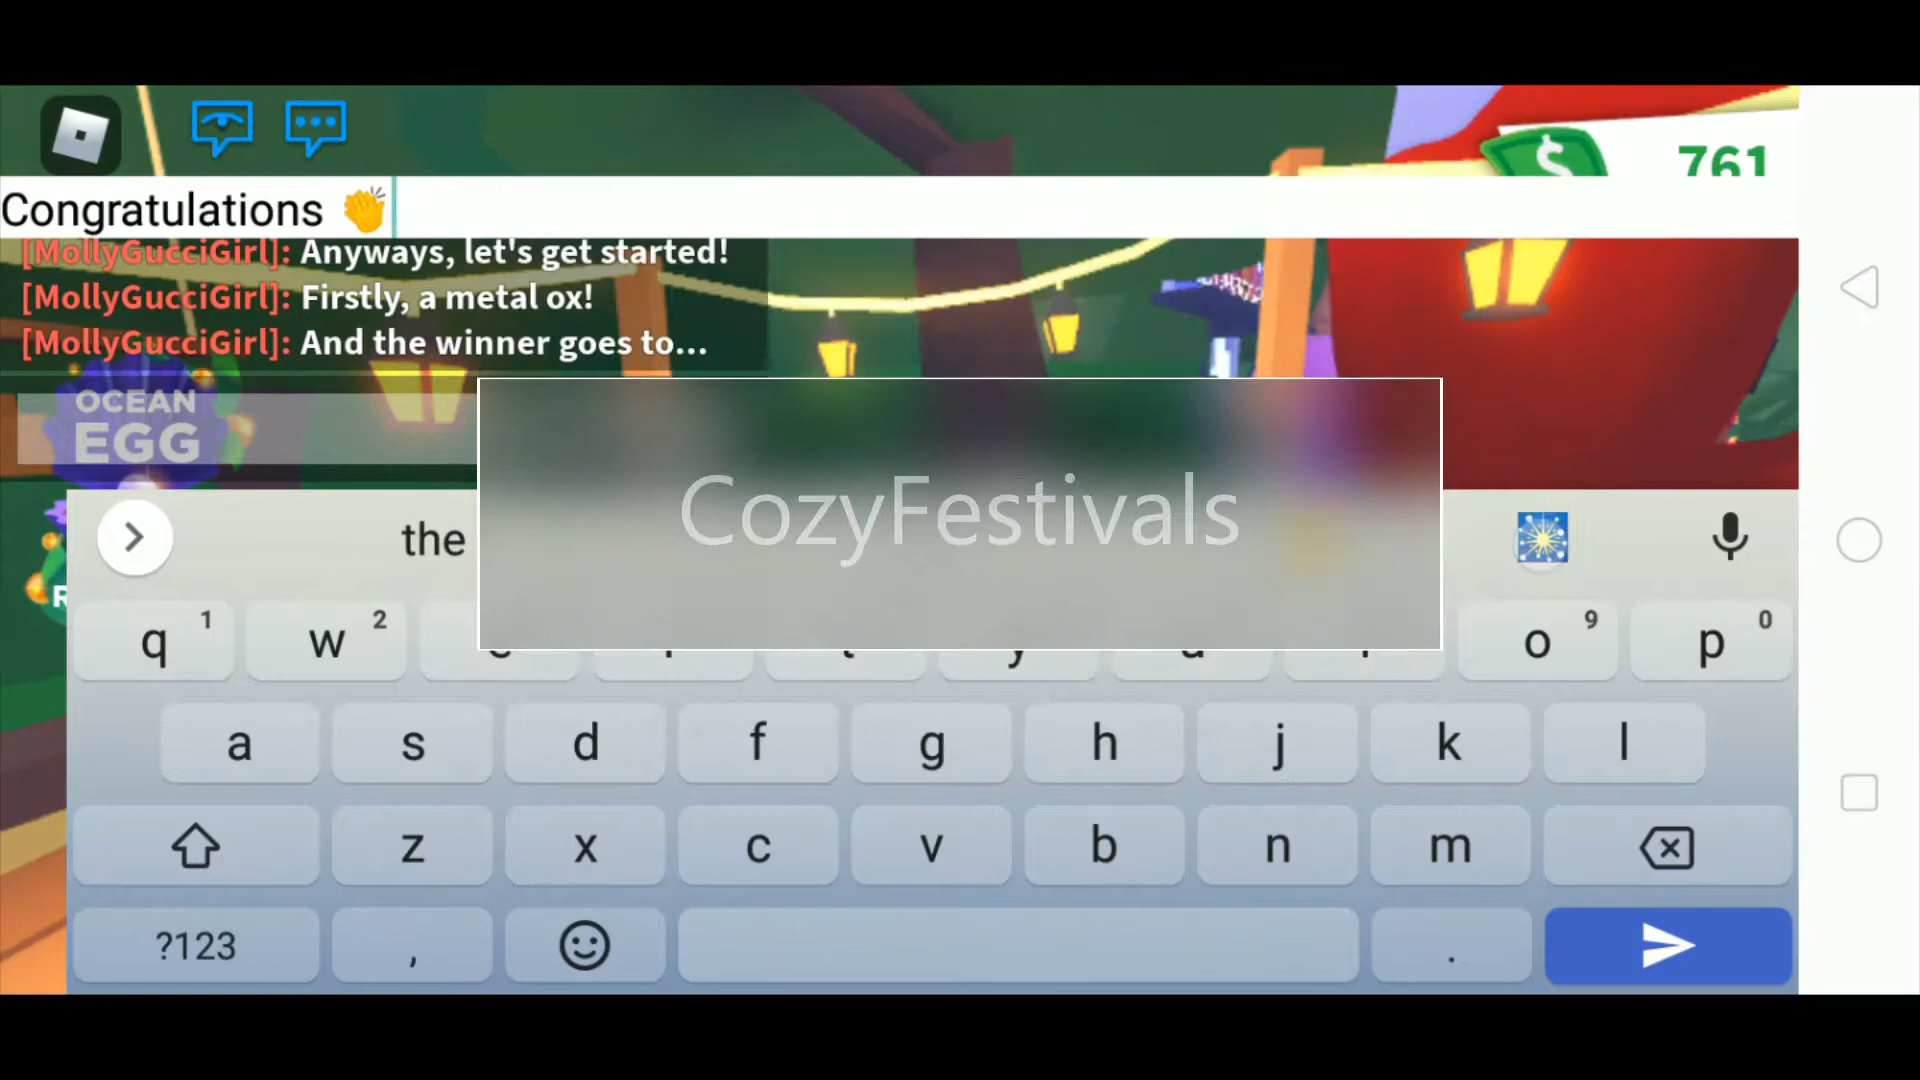 761
Congratulations 👏
[MollyGucciGirl]: Anyways, let's get started!
[MollyGucciGirl]: Firstly, a metal ox!
[MollyGucciGirl]: And the winner goes to...
OCEAN
EGG
CozyFestivals
the
R
q 1 w 2 o 9 p 0
a s d f g h j k l
z x c v b n m
?123 , .